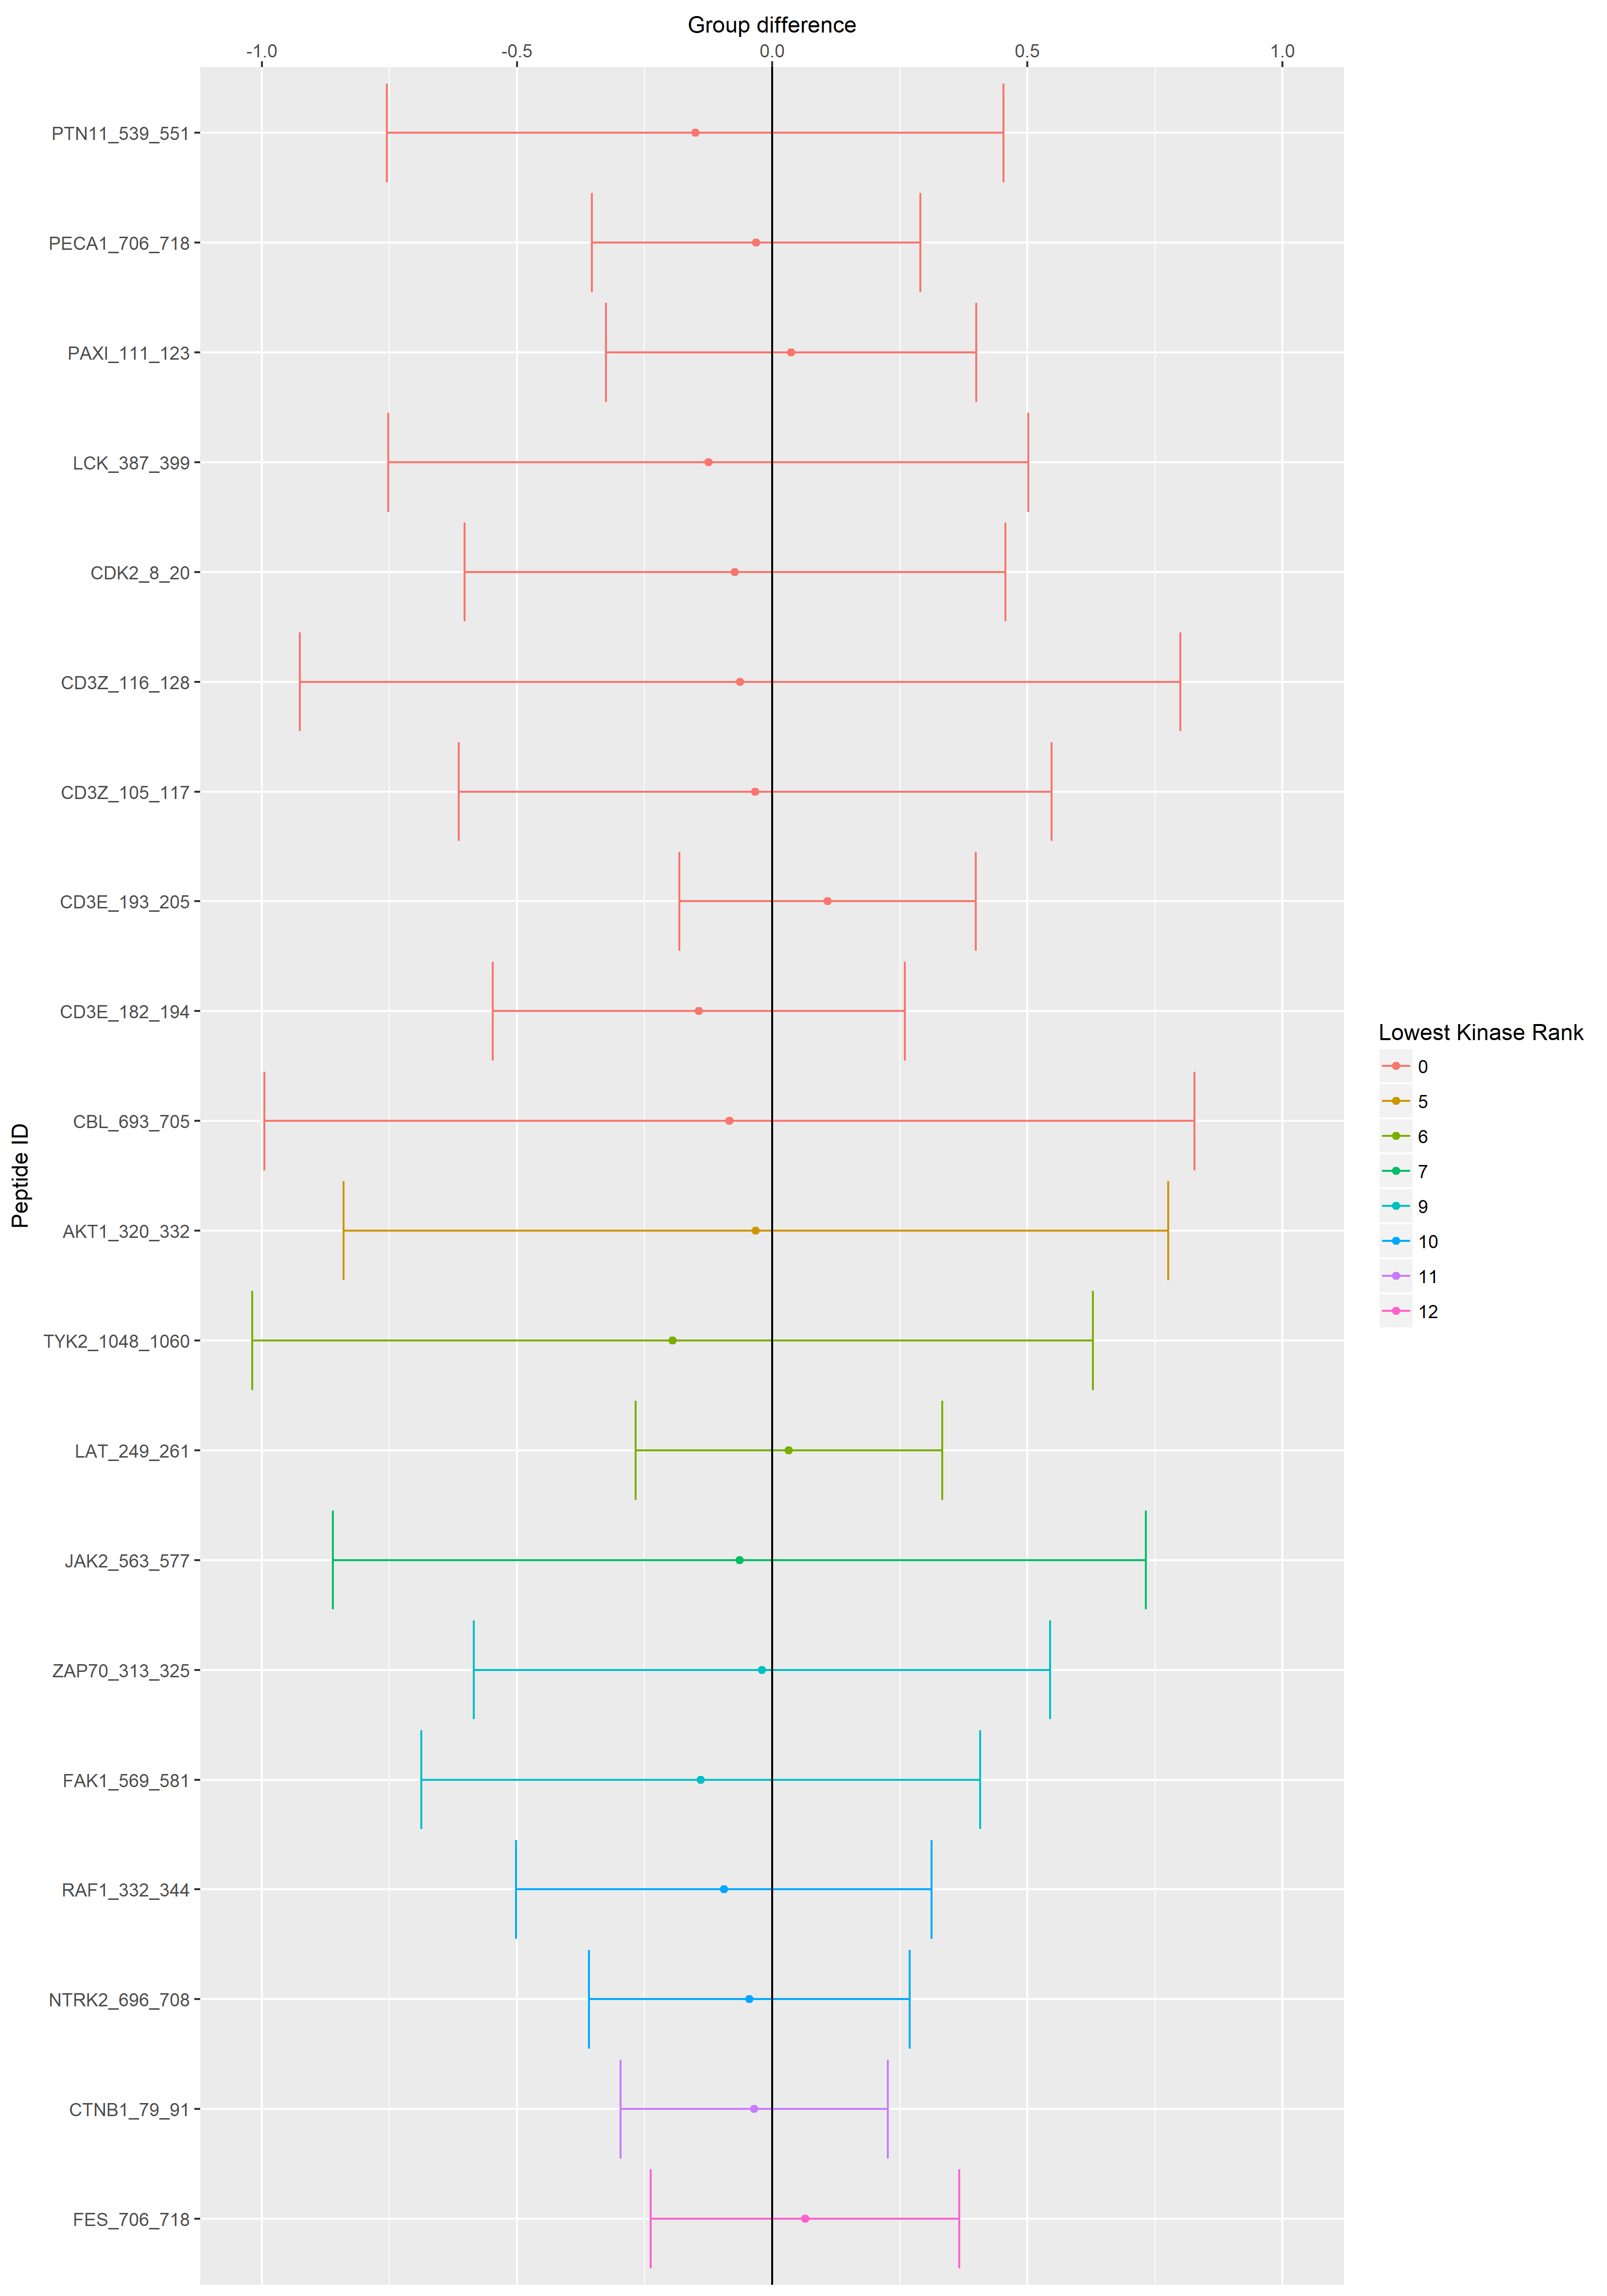 Group difference
-1.0 -0.5 0.0 0.5 1.0
PTN11_539_551
PECA1_706_718
PAXI_111_123
LCK_387_399
CDK2_8_20
CD3Z_116_128
CD3Z_105_117
CD3E_193_205
CD3E_182_194
CBL_693_705
AKT1_320_332
TYK2_1048_1060
LAT_249_261
JAK2_563_577
ZAP70_313_325
FAK1_569_581
RAF1_332_344
NTRK2_696_708
CTNB1_79_91
FES_706_718
Peptide ID
Lowest Kinase Rank
0
5
6
7
9
10
11
12